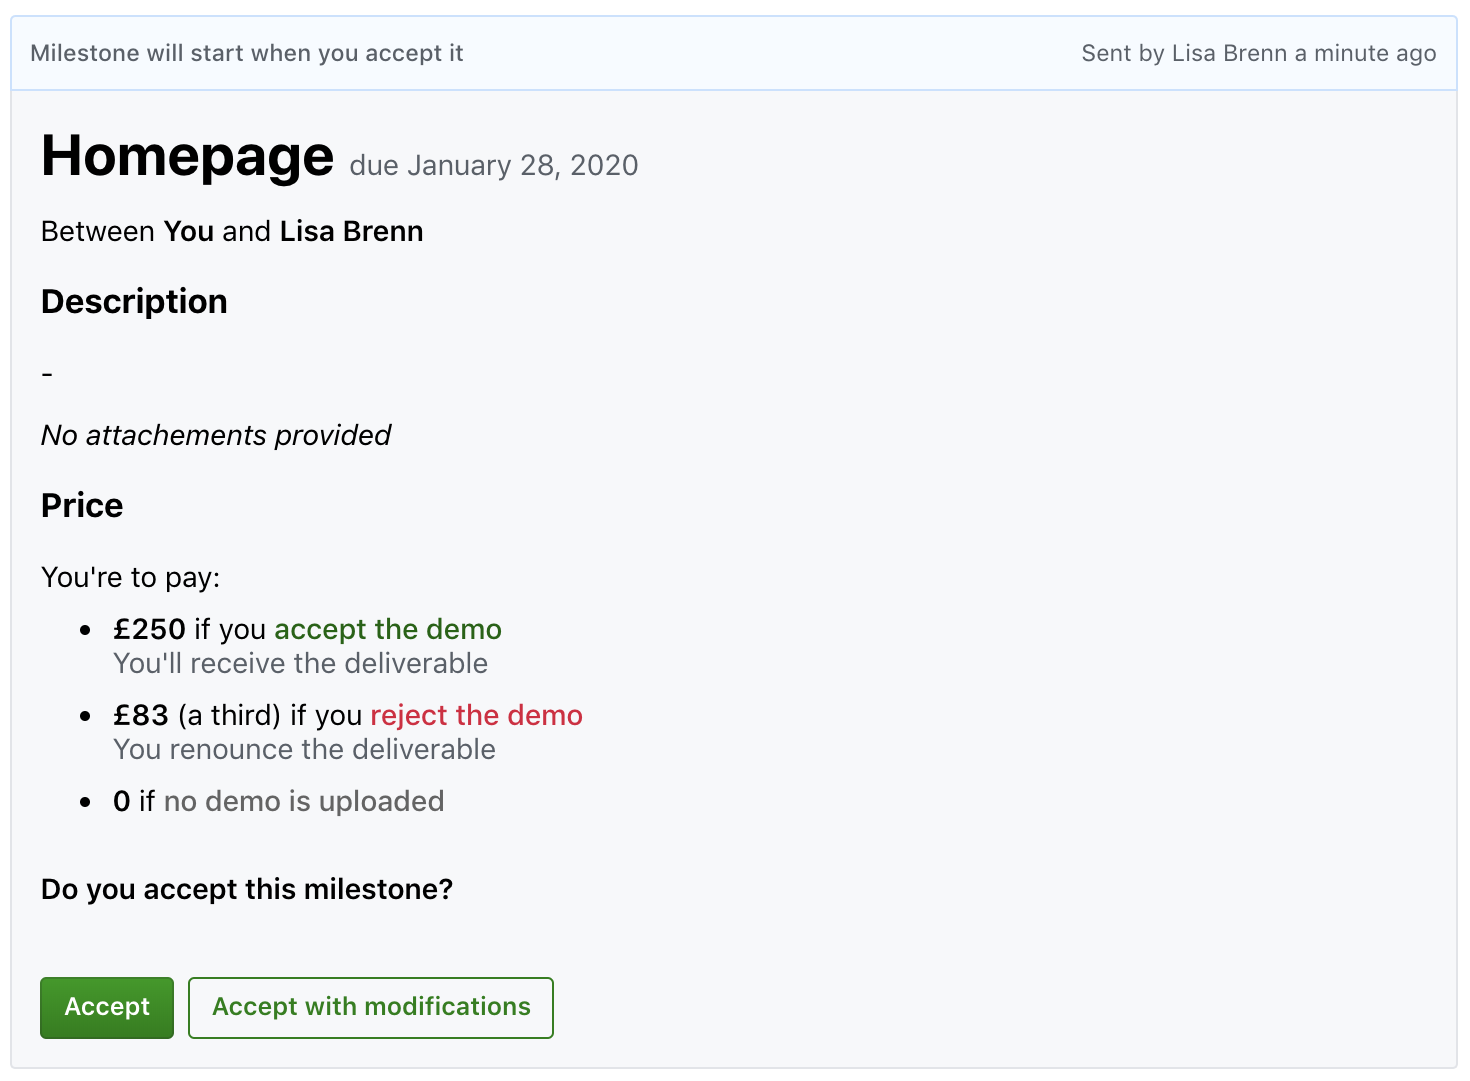 Milestone will start when you accept it
Sent by Lisa Brenn a minute ago
Homepage due January 28, 2020
Between You and Lisa Brenn
Description
-
No attachements provided
Price
You're to pay:
• £250 if you accept the demo
You'll receive the deliverable
• £83 (a third) if you reject the demo
You renounce the deliverable
• 0 if no demo is uploaded
Do you accept this milestone?
Accept
Accept with modifications